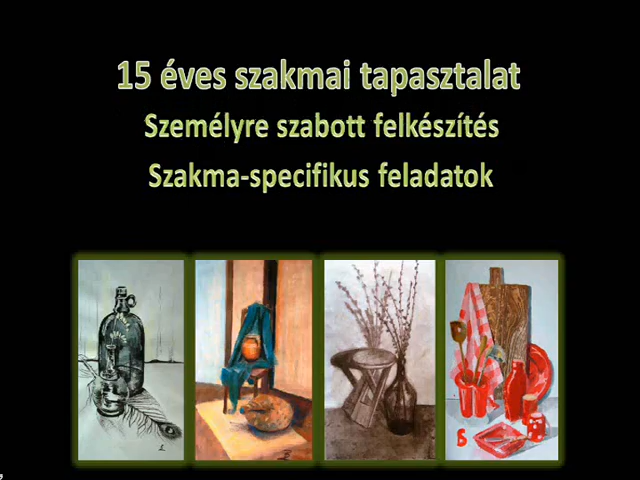 15 éves szakmai tapasztalat
Személyre szabott felkészítés
Szakma-specifikus feladatok